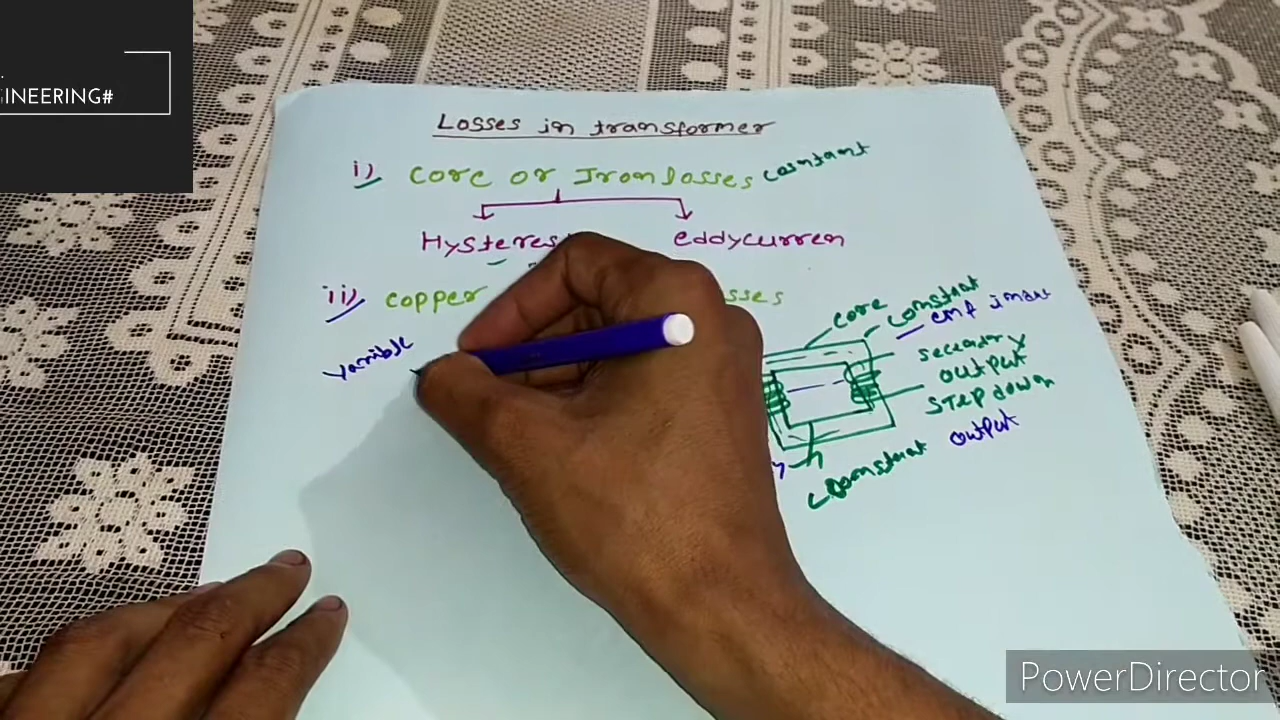 INEERING#
Losses in transformer
i) Core or Iron losses constant
Hysteres eddycurren
ii) copper sses
variable
core
constant
emf
secondary
output
step down
output
constant
PowerDirector